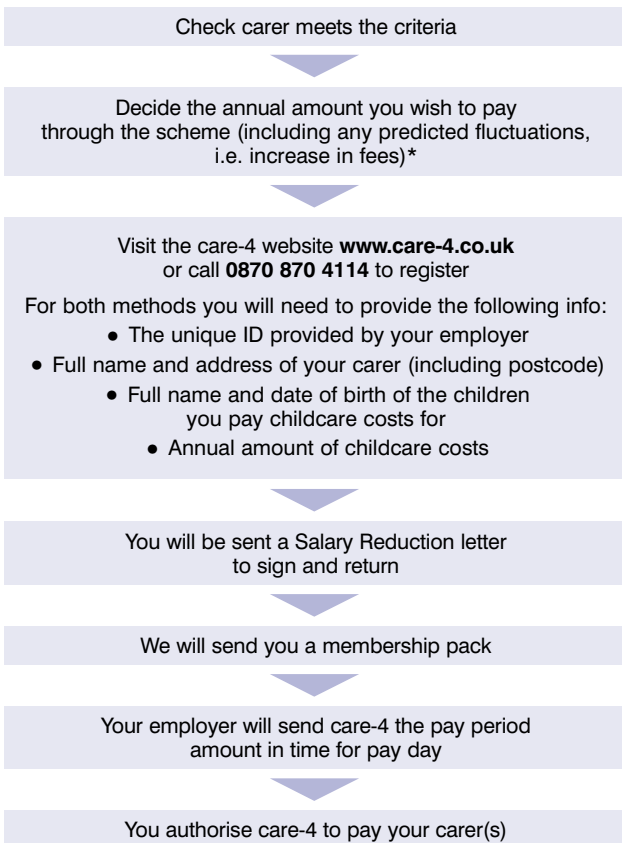 Check carer meets the criteria
Decide the annual amount you wish to pay
through the scheme (including any predicted fluctuations,
i.e. increase in fees)*
Visit the care-4 website www.care-4.co.uk
or call 0870 870 4114 to register
For both methods you will need to provide the following info:
• The unique ID provided by your employer
• Full name and address of your carer (including postcode)
• Full name and date of birth of the children
you pay childcare costs for
• Annual amount of childcare costs
You will be sent a Salary Reduction letter
to sign and return
We will send you a membership pack
Your employer will send care-4 the pay period
amount in time for pay day
You authorise care-4 to pay your carer(s)